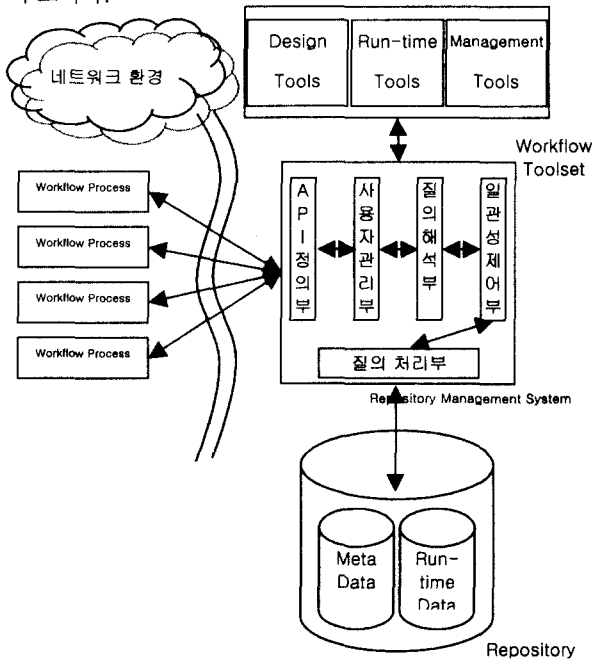 네트워크 환경
Design Tools
Run-time Tools
Management Tools
Workflow Toolset
Workflow Process
Workflow Process
Workflow Process
Workflow Process
API정의부
사용자관리부
질의해석부
일관성제어부
질의 처리부
Repository Management System
Meta Data
Run-time Data
Repository